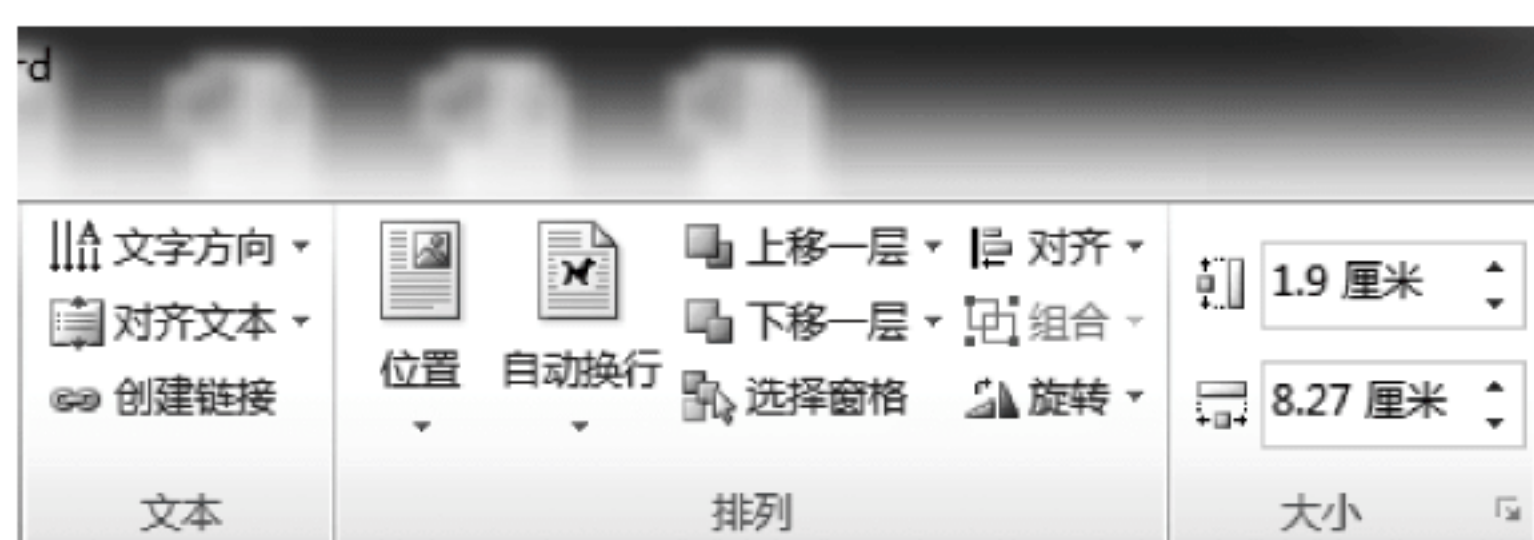 rd
文字方向
对齐文本
创建链接
文本
位置
自动换行
上移一层
下移一层
选择窗格
对齐
组合
旋转
排列
1.9 厘米
8.27 厘米
大小